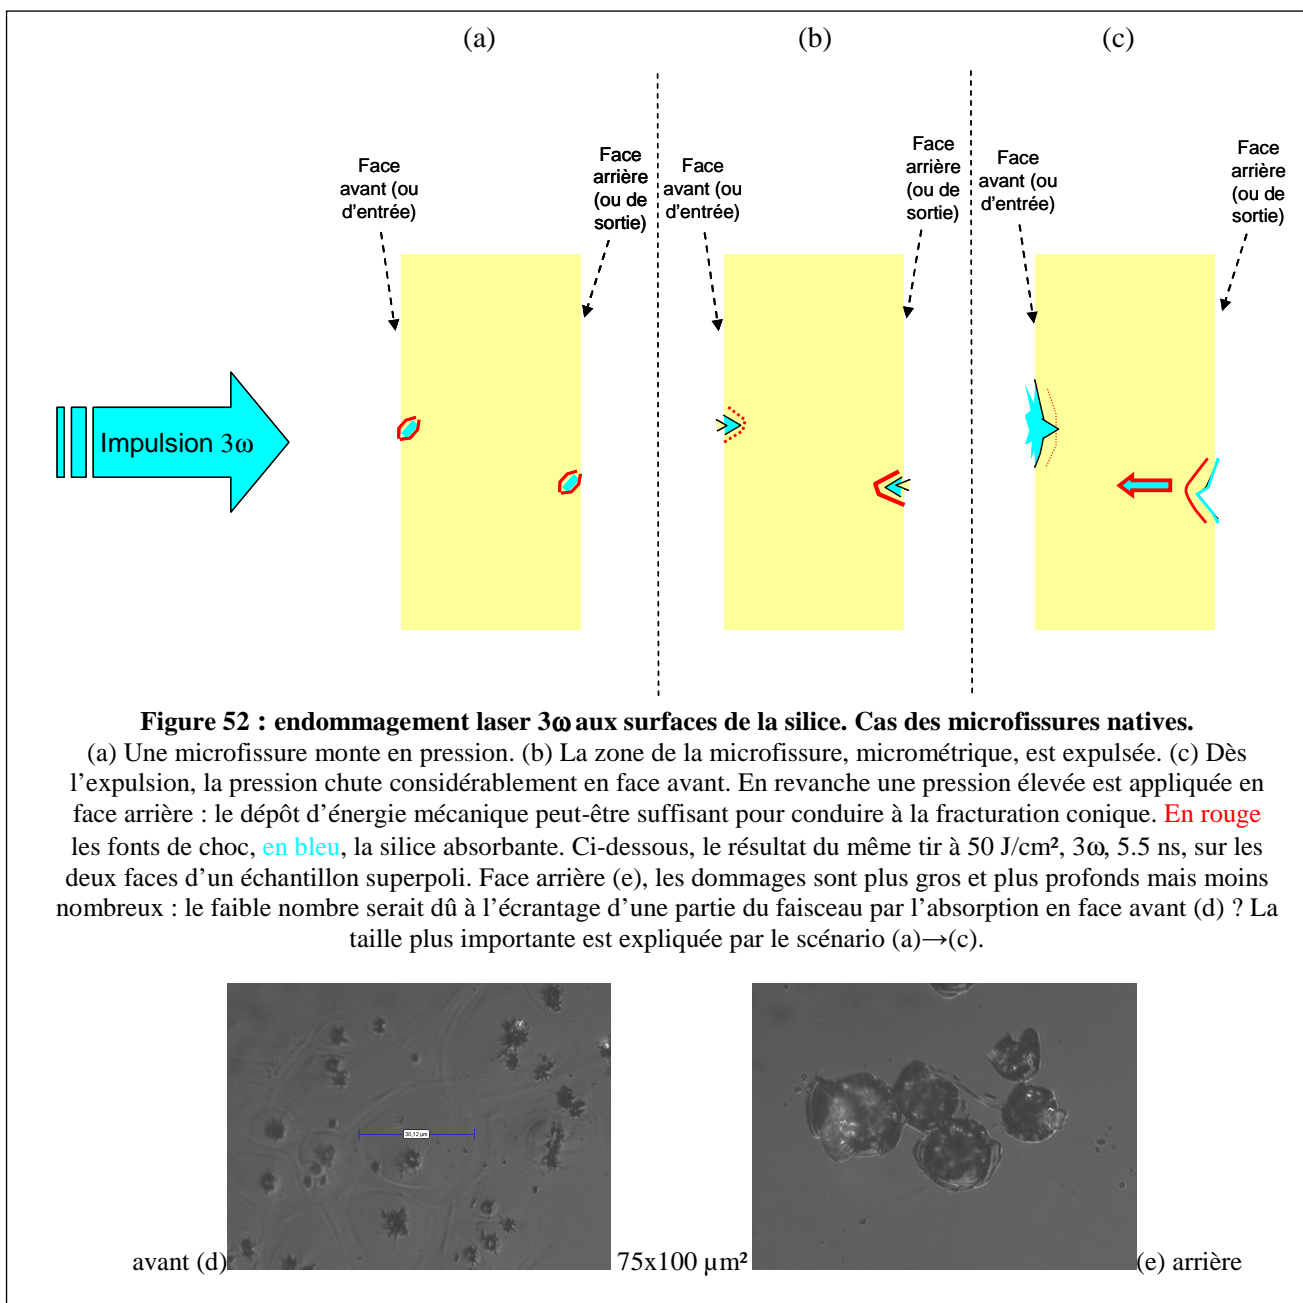 (a)
(b)
(c)
Face
avant (ou
d'entrée)
Face
arrière
(ou de
sortie)
Face
avant (ou
d'entrée)
Face
arrière
(ou de
sortie)
Face
avant (ou
d'entrée)
Face
arrière
(ou de
sortie)
Impulsion 3ω
Figure 52 : endommagement laser 3ω aux surfaces de la silice. Cas des microfissures natives.
(a) Une microfissure monte en pression. (b) La zone de la microfissure, micrométrique, est expulsée. (c) Dès
l'expulsion, la pression chute considérablement en face avant. En revanche une pression élevée est appliquée en
face arrière : le dépôt d'énergie mécanique peut-être suffisant pour conduire à la fracturation conique. En rouge
les fonts de choc, en bleu, la silice absorbante. Ci-dessous, le résultat du même tir à 50 J/cm², 3ω, 5.5 ns, sur les
deux faces d'un échantillon superpoli. Face arrière (e), les dommages sont plus gros et plus profonds mais moins
nombreux : le faible nombre serait dû à l'écrantage d'une partie du faisceau par l'absorption en face avant (d) ? La
taille plus importante est expliquée par le scénario (a)→(c).
30,12 µm
avant (d)
75x100 µm²
(e) arrière